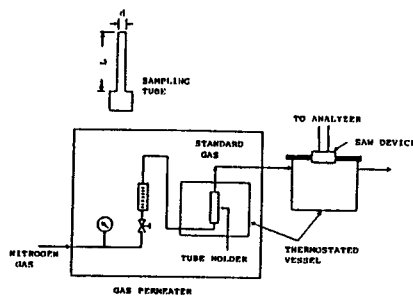 d
L
SAMPLING
TUBE
TO ANALYZER
SAW DEVICE
STANDARD
GAS
NITROGEN
GAS
TUBE HOLDER
THERMOSTATED
VESSEL
GAS PERMEATER